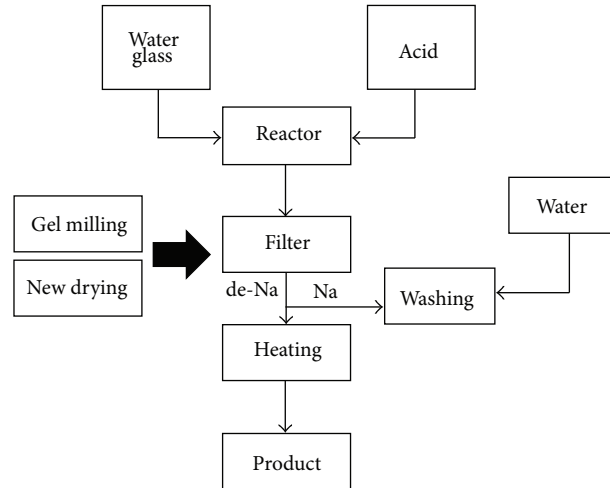 Water
glass
Acid
Reactor
Gel milling
New drying
Filter
Water
de-Na
Na
Washing
Heating
Product